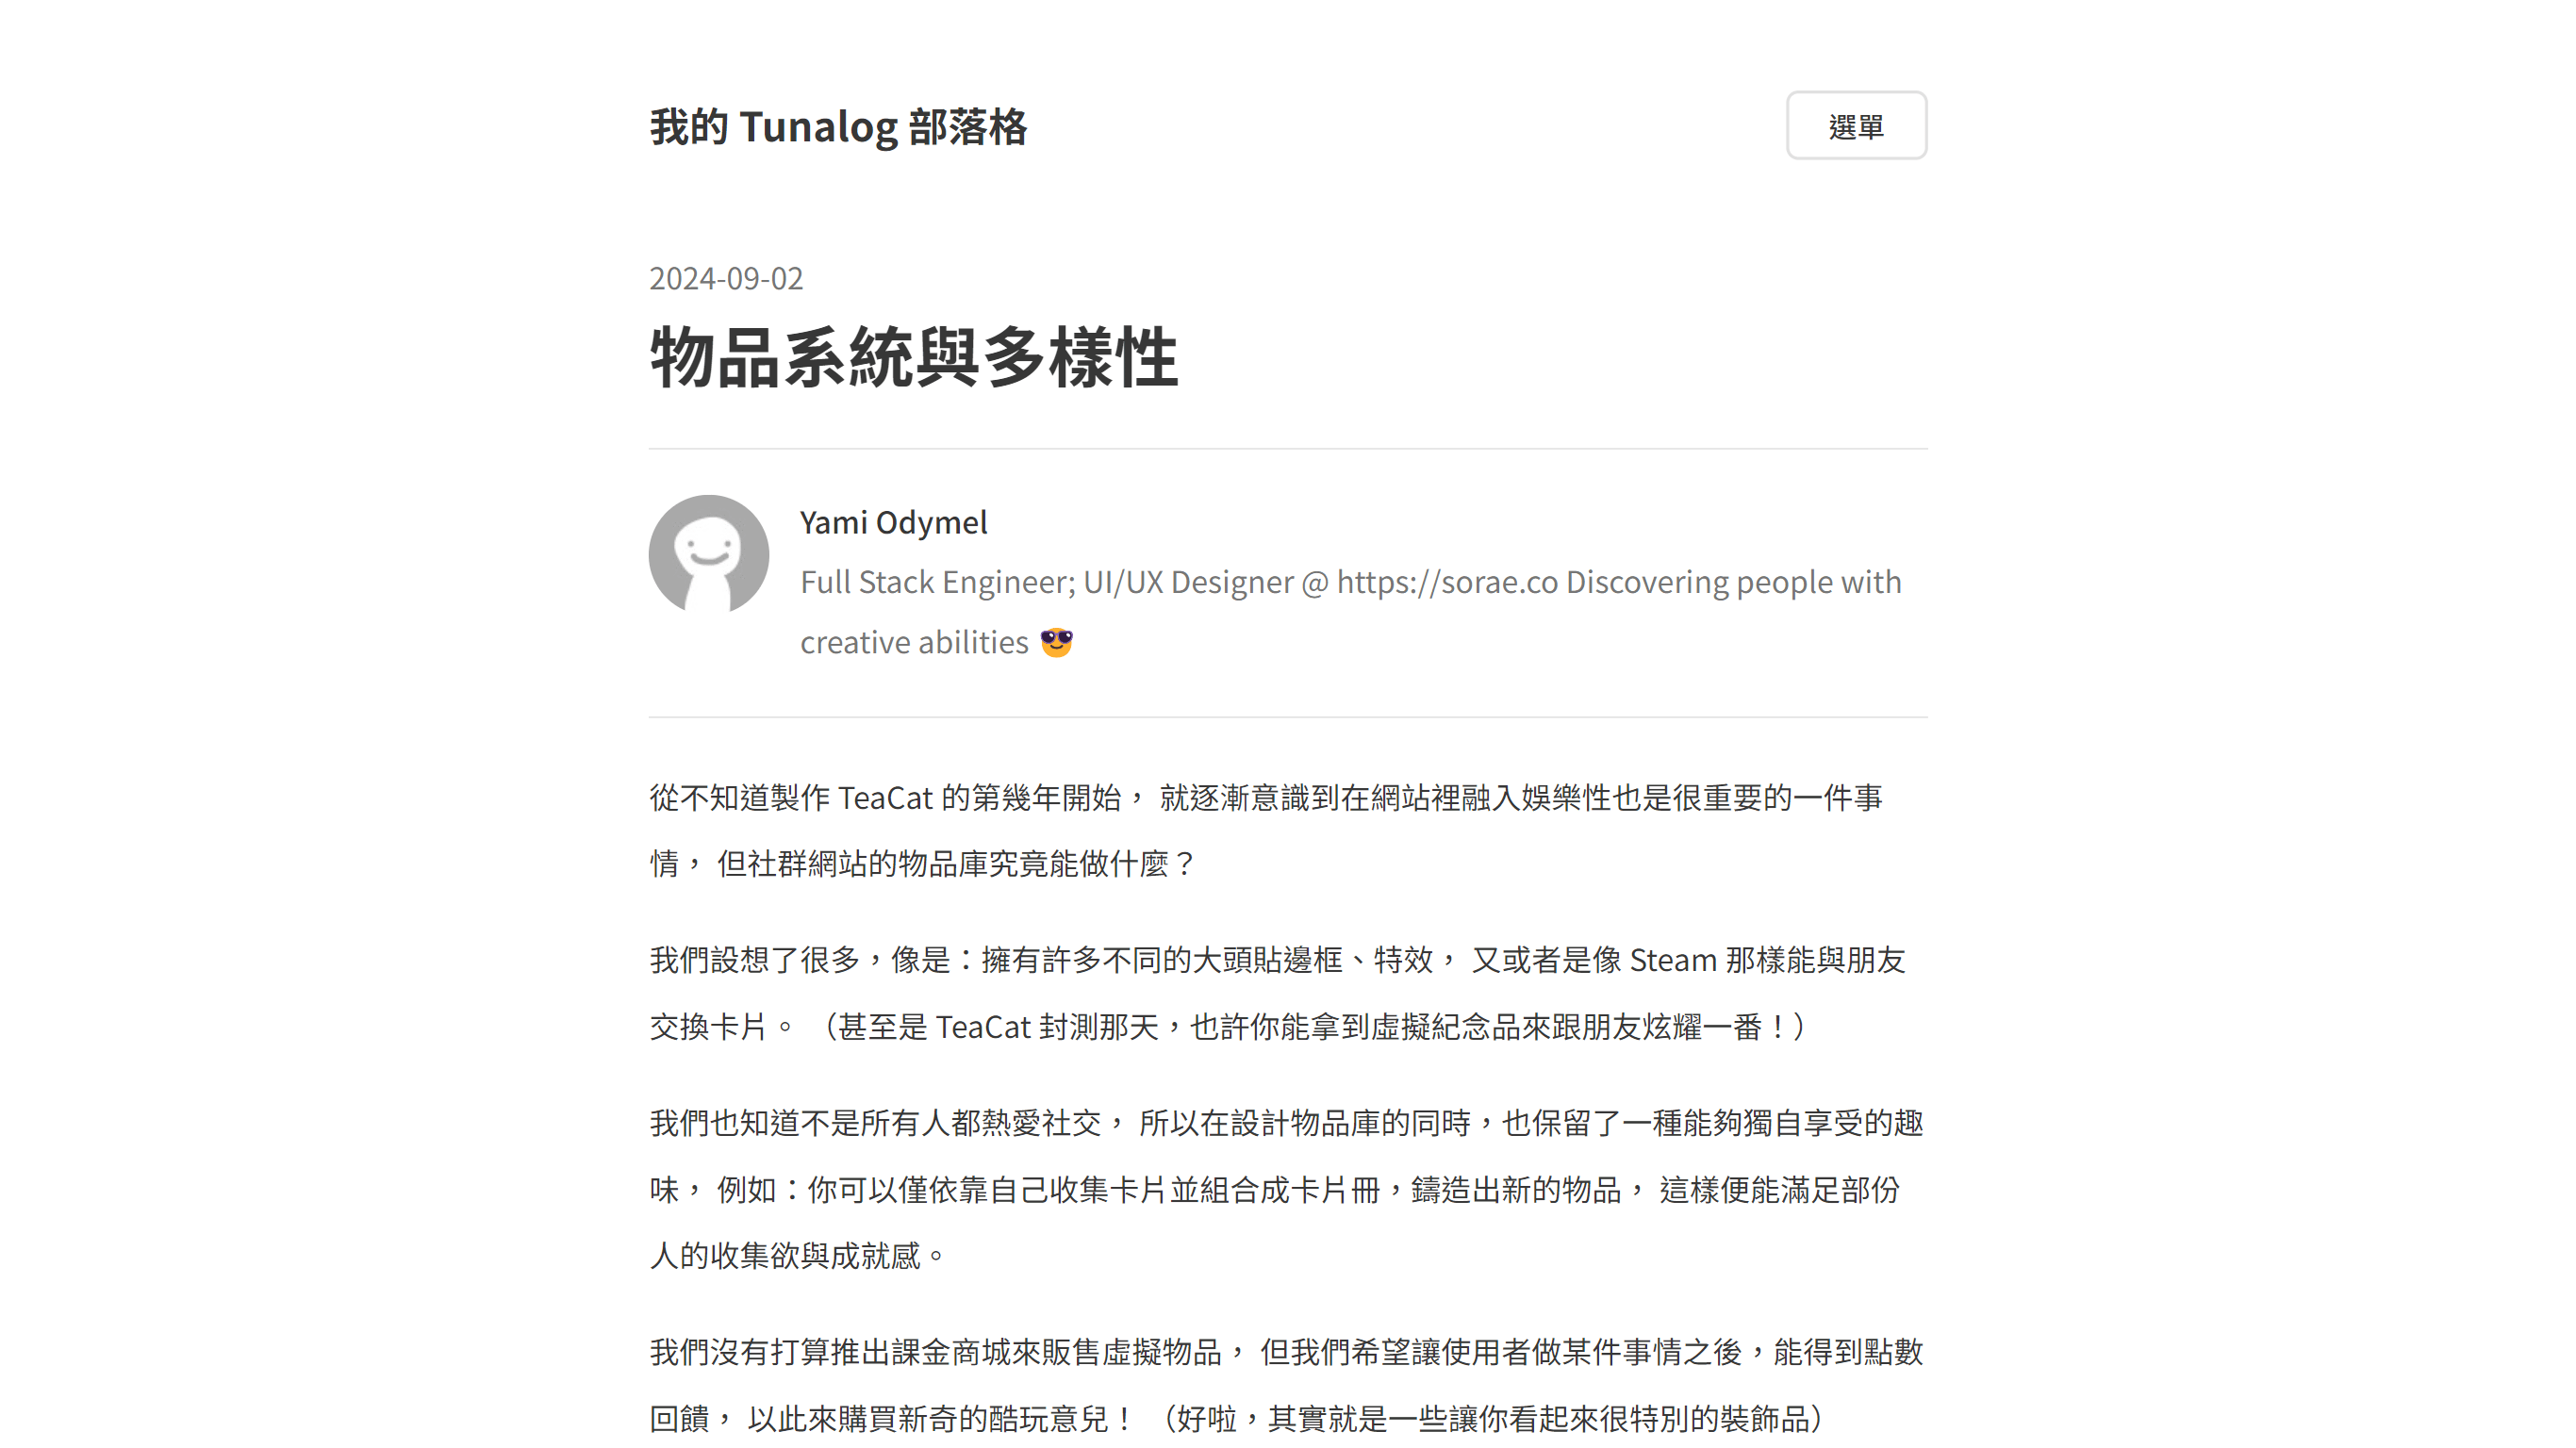 我的 Tunalog 部落格
選單
2024-09-02
物品系統與多樣性
Yami Odymel
Full Stack Engineer; UI/UX Designer @ https://sorae.co Discovering people with
creative abilities 😎
從不知道製作 TeaCat 的第幾年開始， 就逐漸意識到在網站裡融入娛樂性也是很重要的一件事
情， 但社群網站的物品庫究竟能做什麼？
我們設想了很多，像是：擁有許多不同的大頭貼邊框、特效， 又或者是像 Steam 那樣能與朋友
交換卡片。 （甚至是 TeaCat 封測那天，也許你能拿到虛擬紀念品來跟朋友炫耀一番！）
我們也知道不是所有人都熱愛社交， 所以在設計物品庫的同時，也保留了一種能夠獨自享受的趣
味， 例如：你可以僅依靠自己收集卡片並組合成卡片冊，鑄造出新的物品， 這樣便能滿足部份
人的收集欲與成就感。
我們沒有打算推出課金商城來販售虛擬物品， 但我們希望讓使用者做某件事情之後，能得到點數
回饋， 以此來購買新奇的酷玩意兒！ （好啦，其實就是一些讓你看起來很特別的裝飾品）